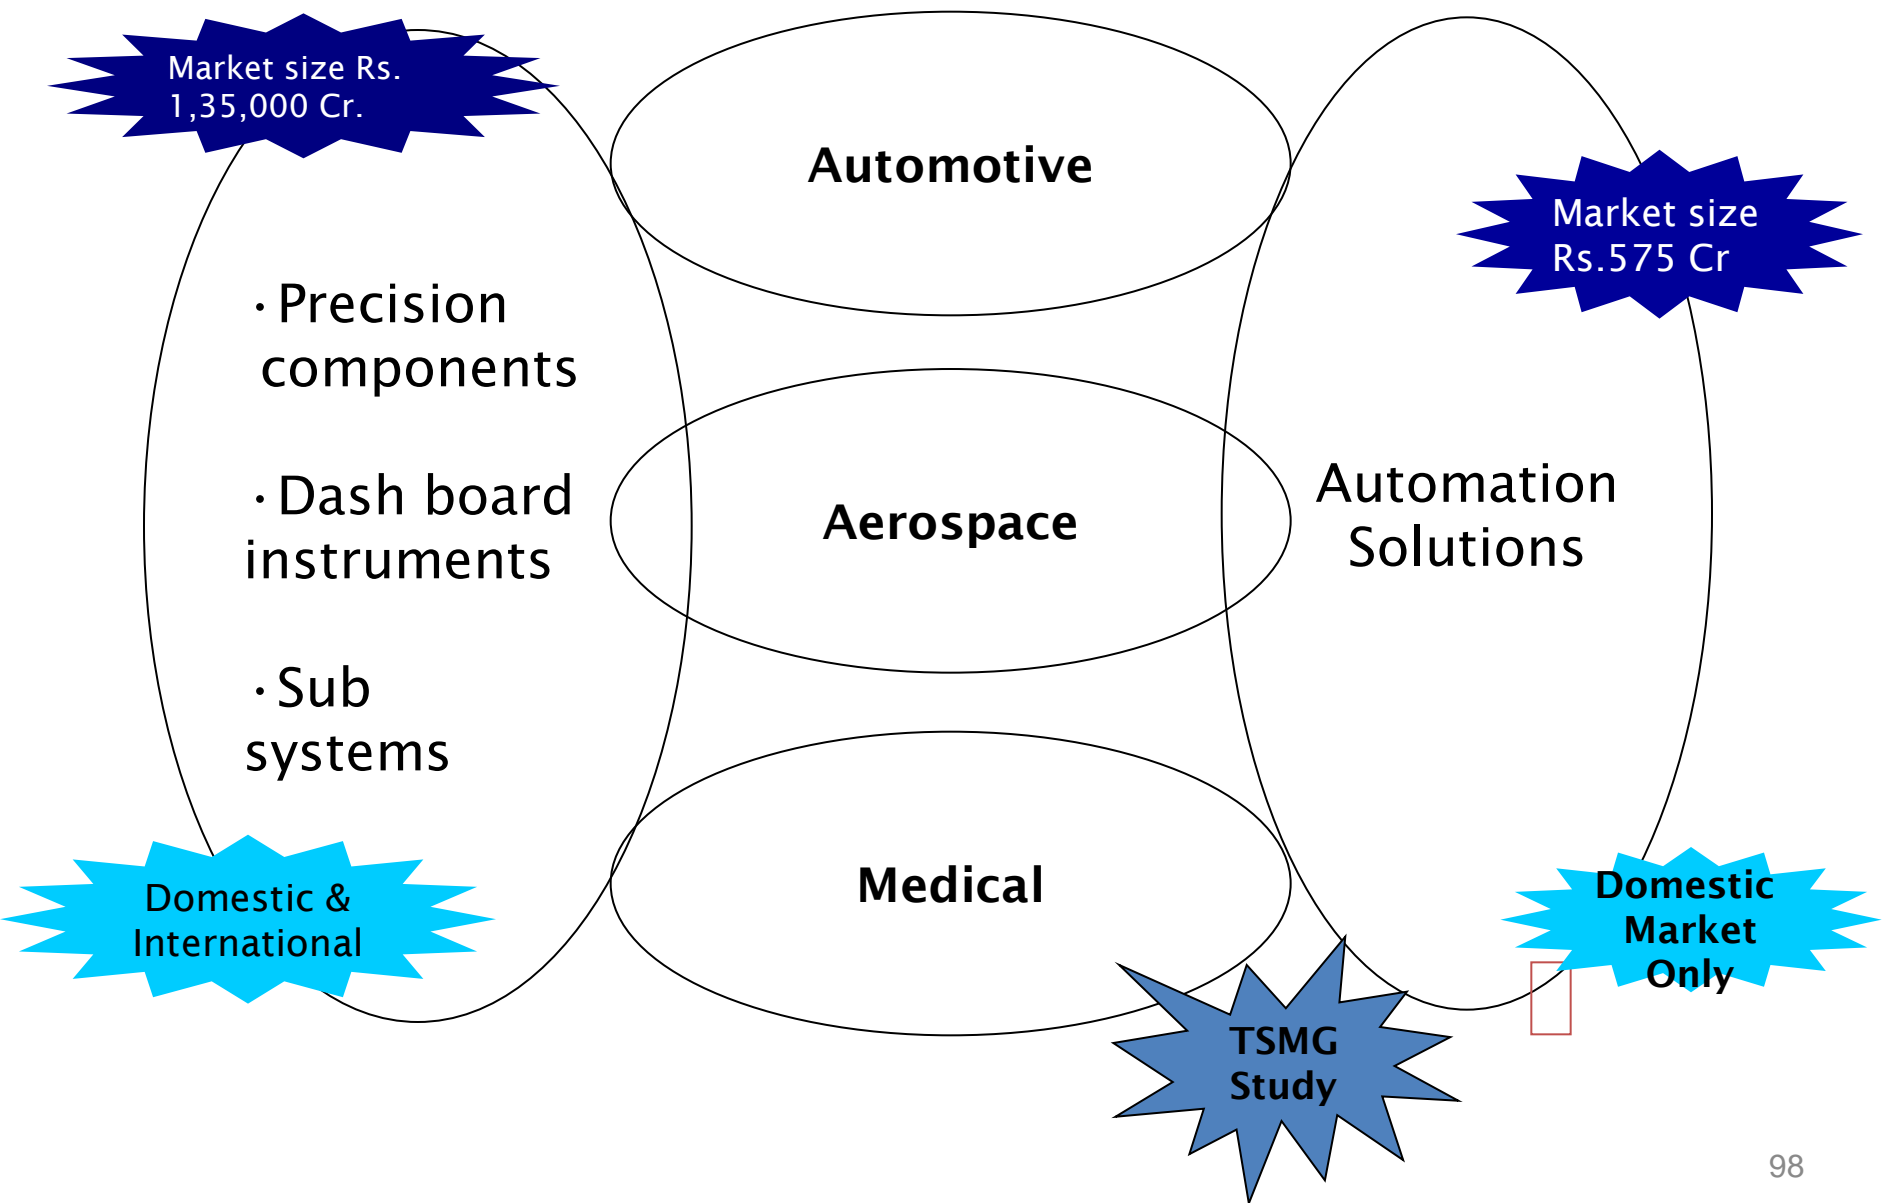 Market size Rs.
1,35,000 Cr.
Automotive
Market size
Rs.575 Cr
·Precision
components
·Dash board
instruments
·Sub
systems
Aerospace
Automation
Solutions
Medical
Domestic &
International
Domestic
Market
Only
TSMG
Study
98